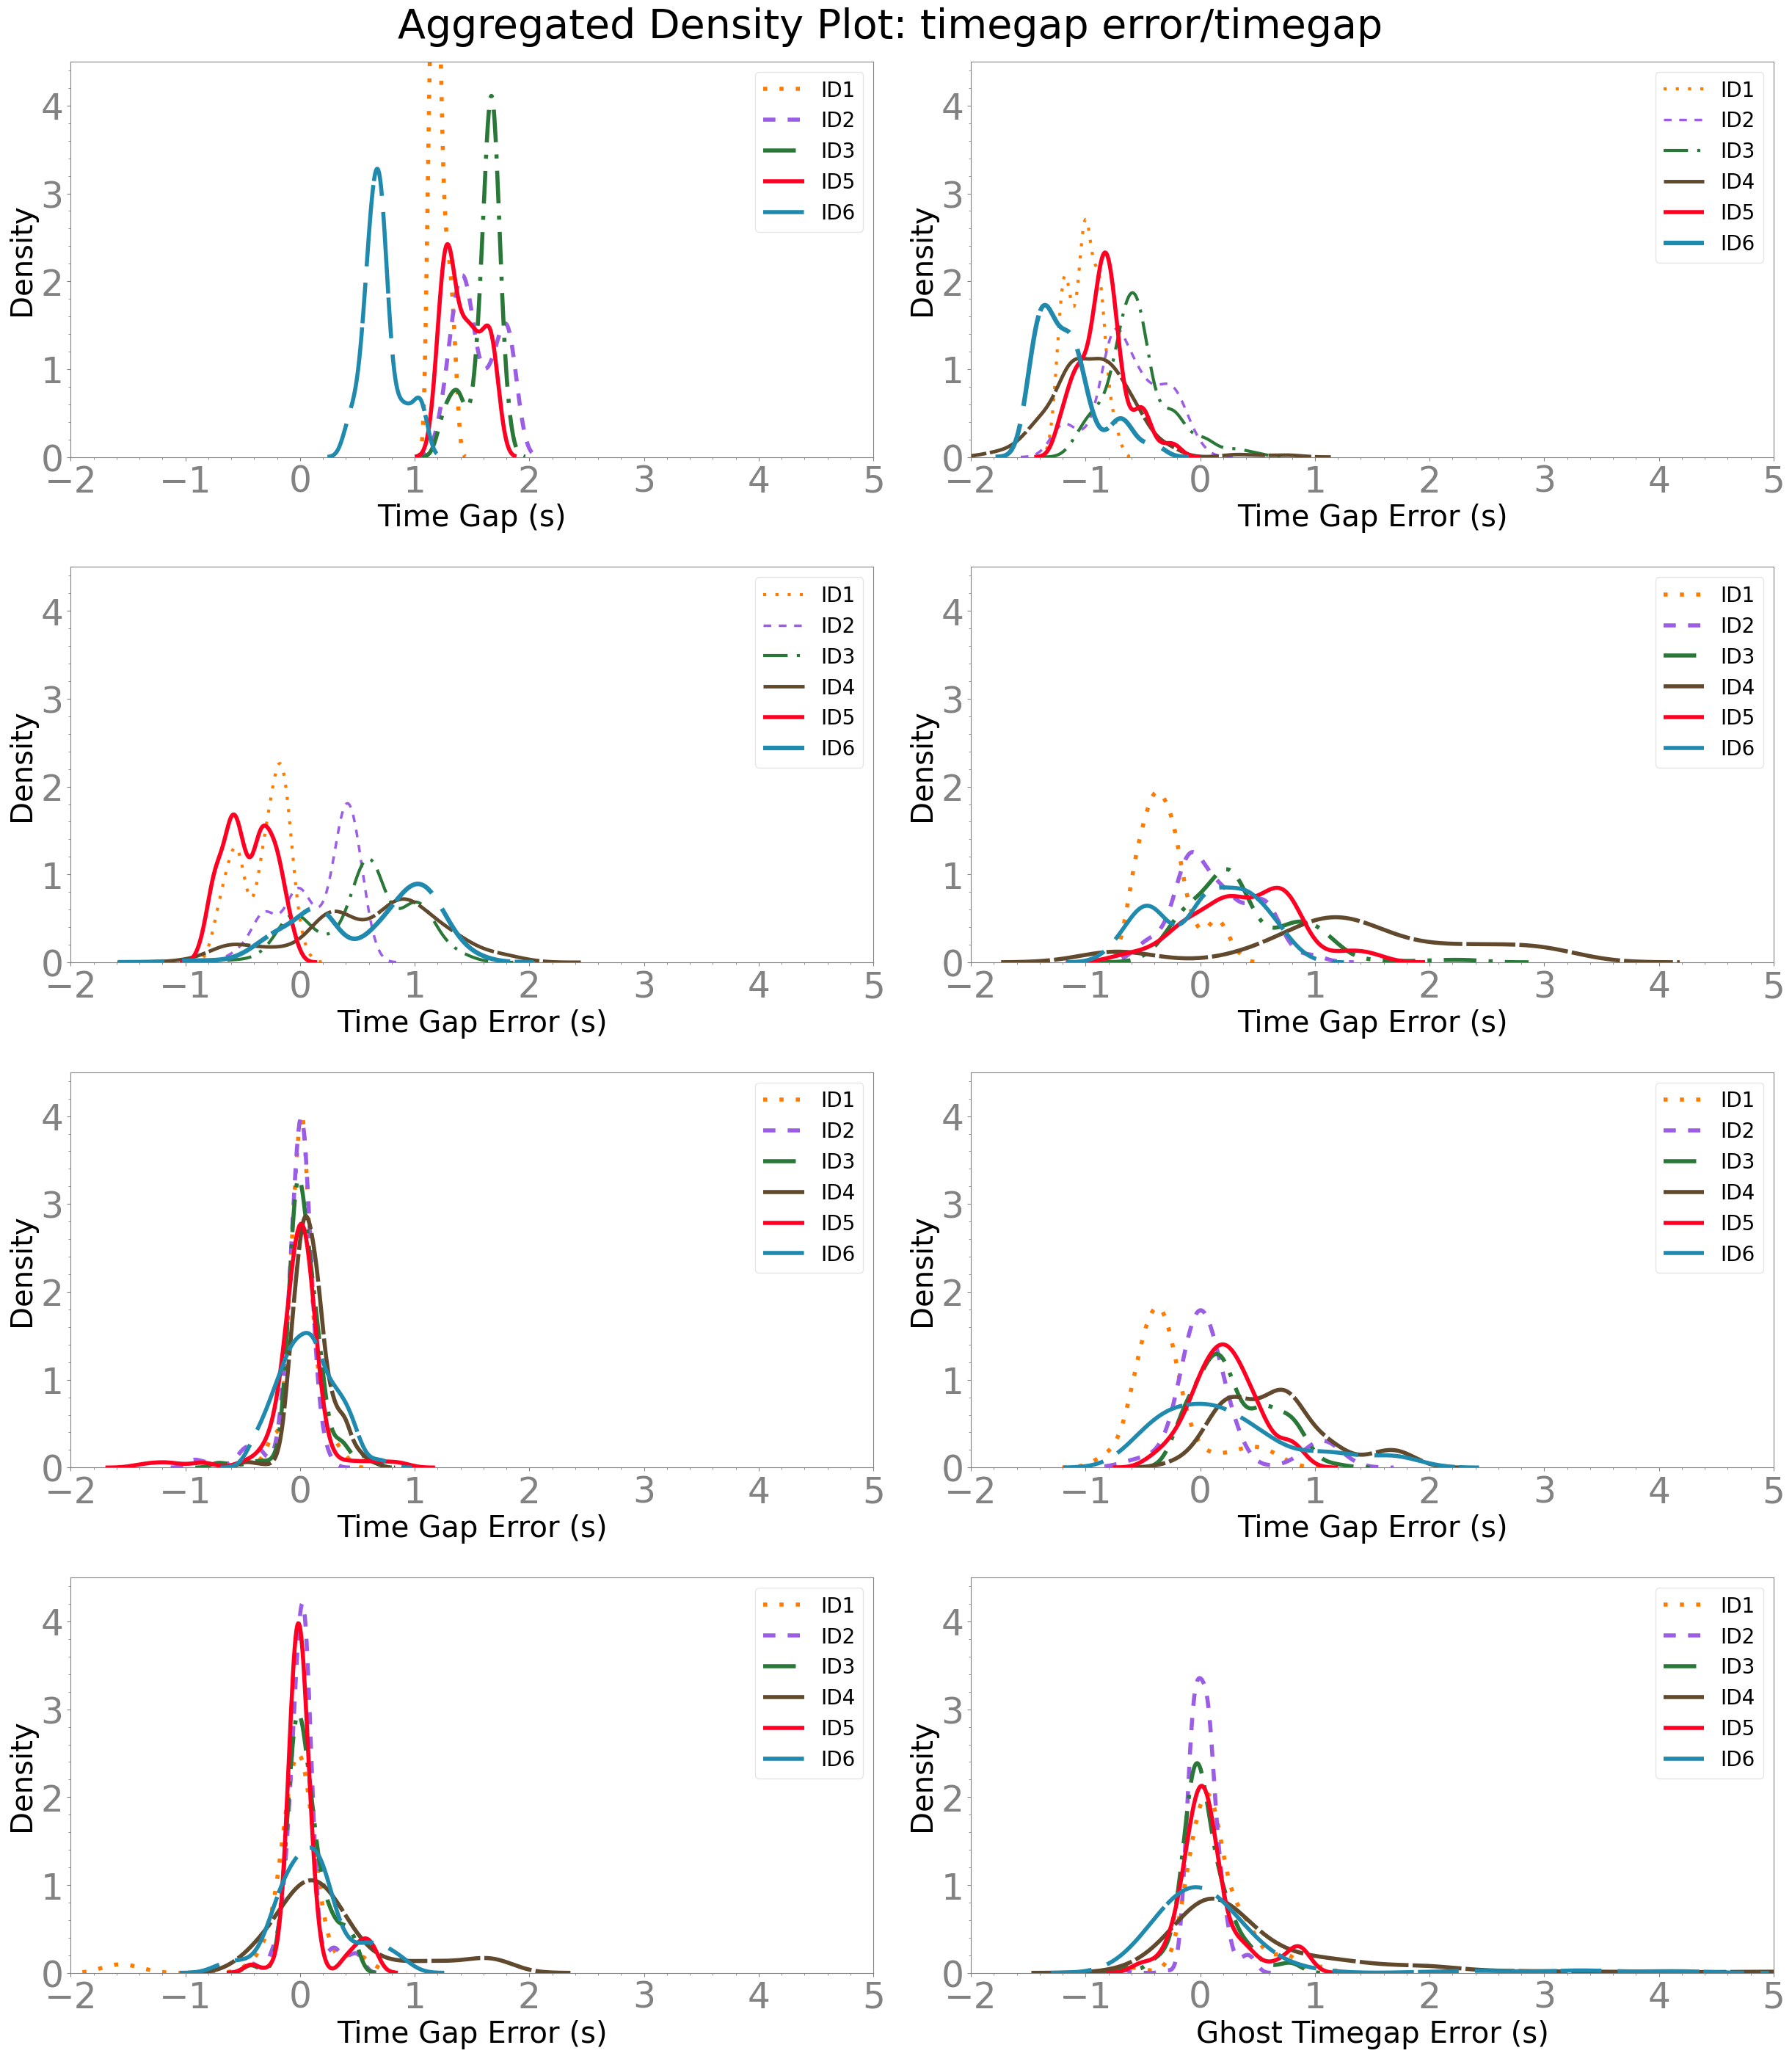 Aggregated Density Plot: timegap error/timegap
Density
4
3
2
1
0
−2 −1 0 1 2 3 4 5
Time Gap (s)
ID1
ID2
ID3
ID5
ID6
Density
4
3
2
1
0
−2 −1 0 1 2 3 4 5
Time Gap Error (s)
ID1
ID2
ID3
ID4
ID5
ID6
Density
4
3
2
1
0
−2 −1 0 1 2 3 4 5
Time Gap Error (s)
ID1
ID2
ID3
ID4
ID5
ID6
Density
4
3
2
1
0
−2 −1 0 1 2 3 4 5
Time Gap Error (s)
ID1
ID2
ID3
ID4
ID5
ID6
Density
4
3
2
1
0
−2 −1 0 1 2 3 4 5
Time Gap Error (s)
ID1
ID2
ID3
ID4
ID5
ID6
Density
4
3
2
1
0
−2 −1 0 1 2 3 4 5
Time Gap Error (s)
ID1
ID2
ID3
ID4
ID5
ID6
Density
4
3
2
1
0
−2 −1 0 1 2 3 4 5
Time Gap Error (s)
ID1
ID2
ID3
ID4
ID5
ID6
Density
4
3
2
1
0
−2 −1 0 1 2 3 4 5
Ghost Timegap Error (s)
ID1
ID2
ID3
ID4
ID5
ID6